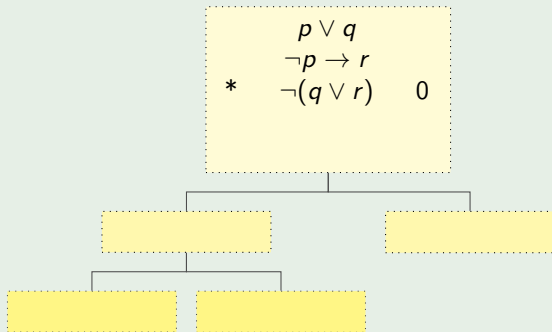 p ∨ q
¬p → r
* ¬(q ∨ r) 0